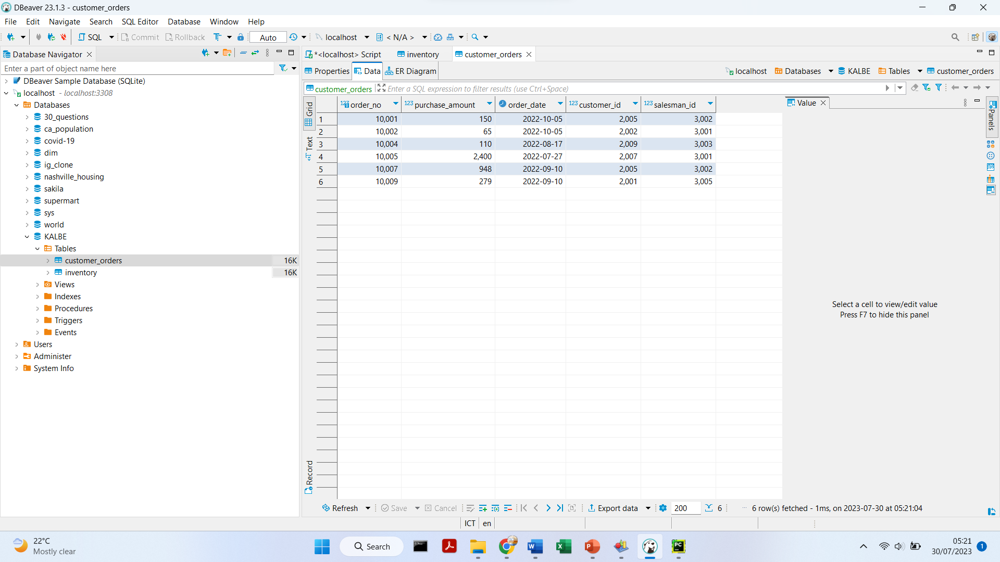 DBeaver 23.1.3 - customer_orders
File Edit Navigate Search SQL Editor Database Window Help
SQL Commit Rollback Auto localhost < N/A >
Database Navigator
Enter a part of object name here
DBeaver Sample Database (SQLite)
localhost - localhost:3308
Databases
30_questions
ca_population
covid-19
dim
ig_clone
nashville_housing
sakila
supermart
sys
world
KALBE
Tables
customer_orders 16K
inventory 16K
Views
Indexes
Procedures
Triggers
Events
Users
Administer
System Info
*<localhost> Script inventory customer_orders
Properties Data ER Diagram localhost Databases KALBE Tables customer_orders
customer_orders Enter a SQL expression to filter results (use Ctrl+Space)
Grid
Text
Record
123 order_no 123 purchase_amount order_date 123 customer_id 123 salesman_id
1 10,001 150 2022-10-05 2,005 3,002
2 10,002 65 2022-10-05 2,002 3,001
3 10,004 110 2022-08-17 2,009 3,003
4 10,005 2,400 2022-07-27 2,007 3,001
5 10,007 948 2022-09-10 2,005 3,002
6 10,009 279 2022-09-10 2,001 3,005
Value
Panels
Select a cell to view/edit value
Press F7 to hide this panel
Refresh Save Cancel Export data 200 6 6 row(s) fetched - 1ms, on 2023-07-30 at 05:21:04
ICT en
22°C
Mostly clear
Search
05:21
30/07/2023
1